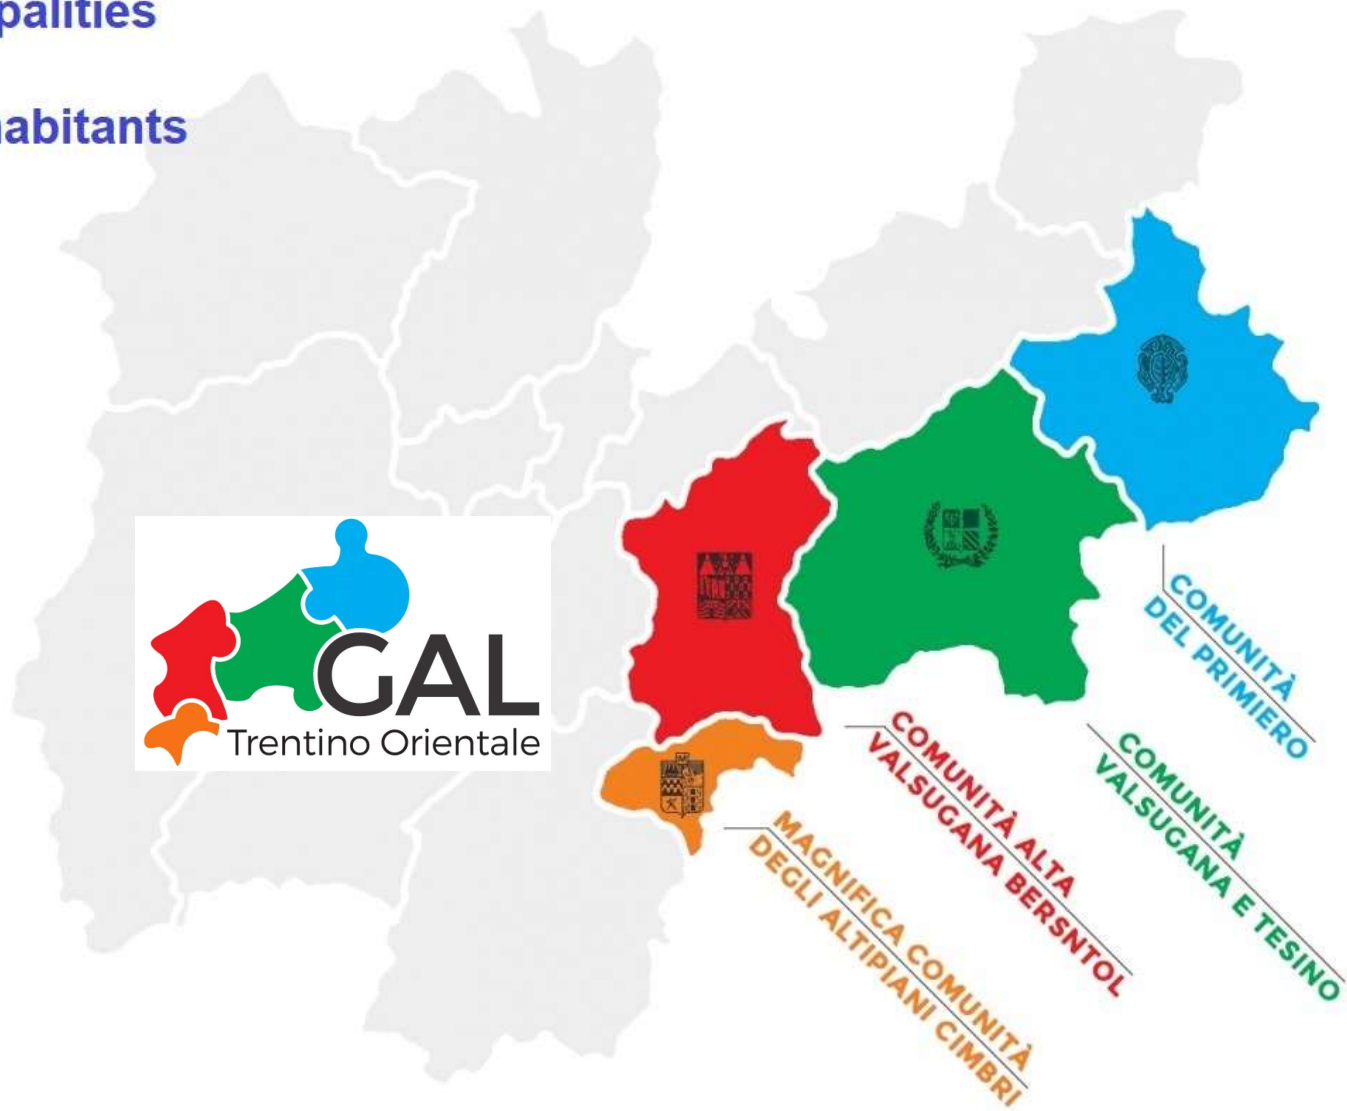 palities
abitants
GAL
Trentino Orientale
COMUNITÀ
DEL PRIMIERO
COMUNITÀ
VALSUGANA E TESINO
COMUNITÀ ALTA
VALSUGANA BERSNTOL
MAGNIFICA COMUNITÀ
DEGLI ALTIPIANI CIMBRI